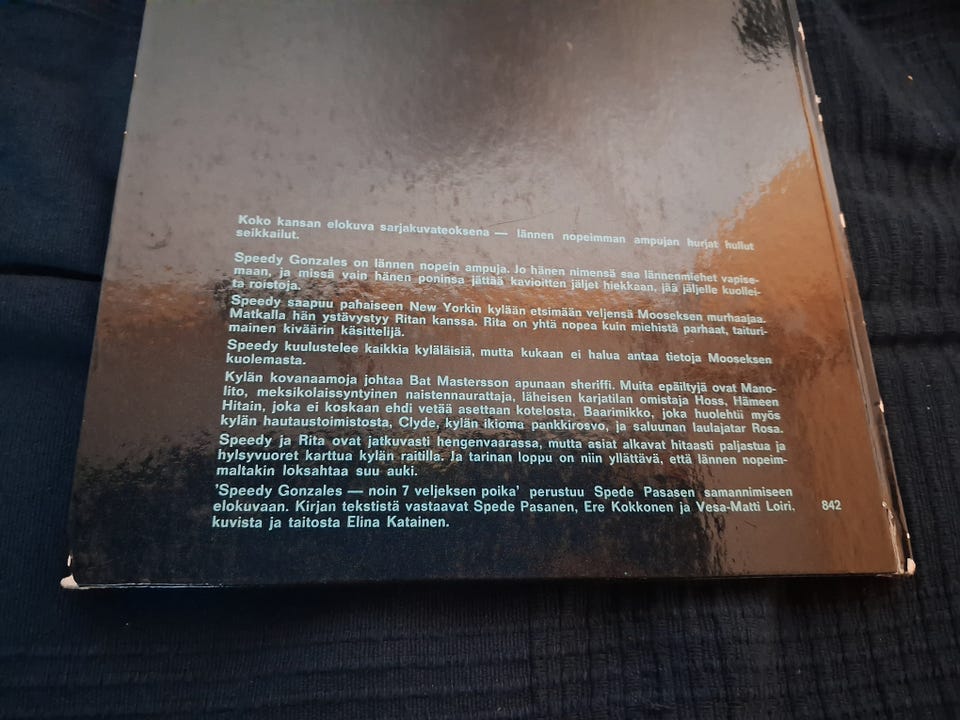 Koko kansan elokuva sarjakuvateoksena — lännen nopeimman ampujan hurjat hullut
seikkailut.
Speedy Gonzales on lännen nopein ampuja. Jo hänen nimensä saa lännenmiehet vapise-
maan, ja missä vain hänen poninsa jättää kavioitten jäljet hiekkaan, jää jäljelle kuollei-
ta roistoja.
Speedy saapuu pahaiseen New Yorkin kylään etsimään veljensä Mooseksen murhaajaa.
Matkalla hän ystävystyy Ritan kanssa. Rita on yhtä nopea kuin miehistä parhaat, taituri-
mainen kiväärin käsittelijä.
Speedy kuulustelee kaikkia kyläläisiä, mutta kukaan ei halua antaa tietoja Mooseksen
kuolemasta.
Kylän kovanaamoja johtaa Bat Mastersson apunaan sheriffi. Muita epäiltyjä ovat Mano-
lito, meksikolaissyntyinen naistennaurattaja, läheisen karjatilan omistaja Hoss, Hämeen
Hitain, joka ei koskaan ehdi vetää asettaan kotelosta, Baarimikko, joka huolehtii myös
kylän hautaustoimistosta, Clyde, kylän ikioma pankkirosvo, ja saluunan laulajatar Rosa.
Speedy ja Rita ovat jatkuvasti hengenvaarassa, mutta asiat alkavat hitaasti paljastua ja
hylsyvuoret karttua kylän raitilla. Ja tarinan loppu on niin yllättävä, että lännen nopeim-
maltakin loksahtaa suu auki.
'Speedy Gonzales — noin 7 veljeksen poika' perustuu Spede Pasasen samannimiseen
elokuvaan. Kirjan tekstistä vastaavat Spede Pasanen, Ere Kokkonen ja Vesa-Matti Loiri, 842
kuvista ja taitosta Elina Katainen.